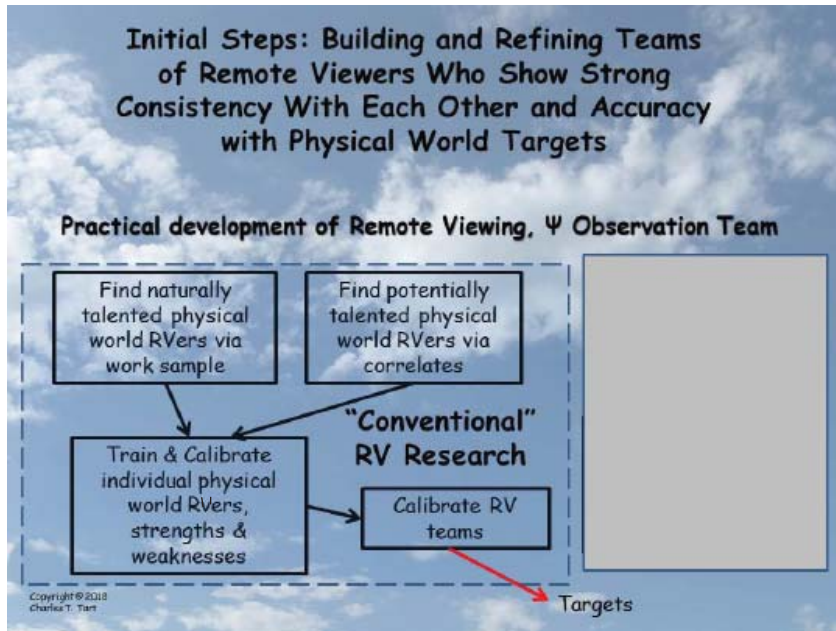 Initial Steps: Building and Refining Teams
of Remote Viewers Who Show Strong
Consistency With Each Other and Accuracy
with Physical World Targets
Practical development of Remote Viewing, Ψ Observation Team
Find naturally
talented physical
world RVers via
work sample
Find potentially
talented physical
world RVers via
correlates
"Conventional"
RV Research
Train & Calibrate
individual physical
world RVers,
strengths &
weaknesses
Calibrate RV
teams
Targets
Copyright © 2018
Charles T. Tart